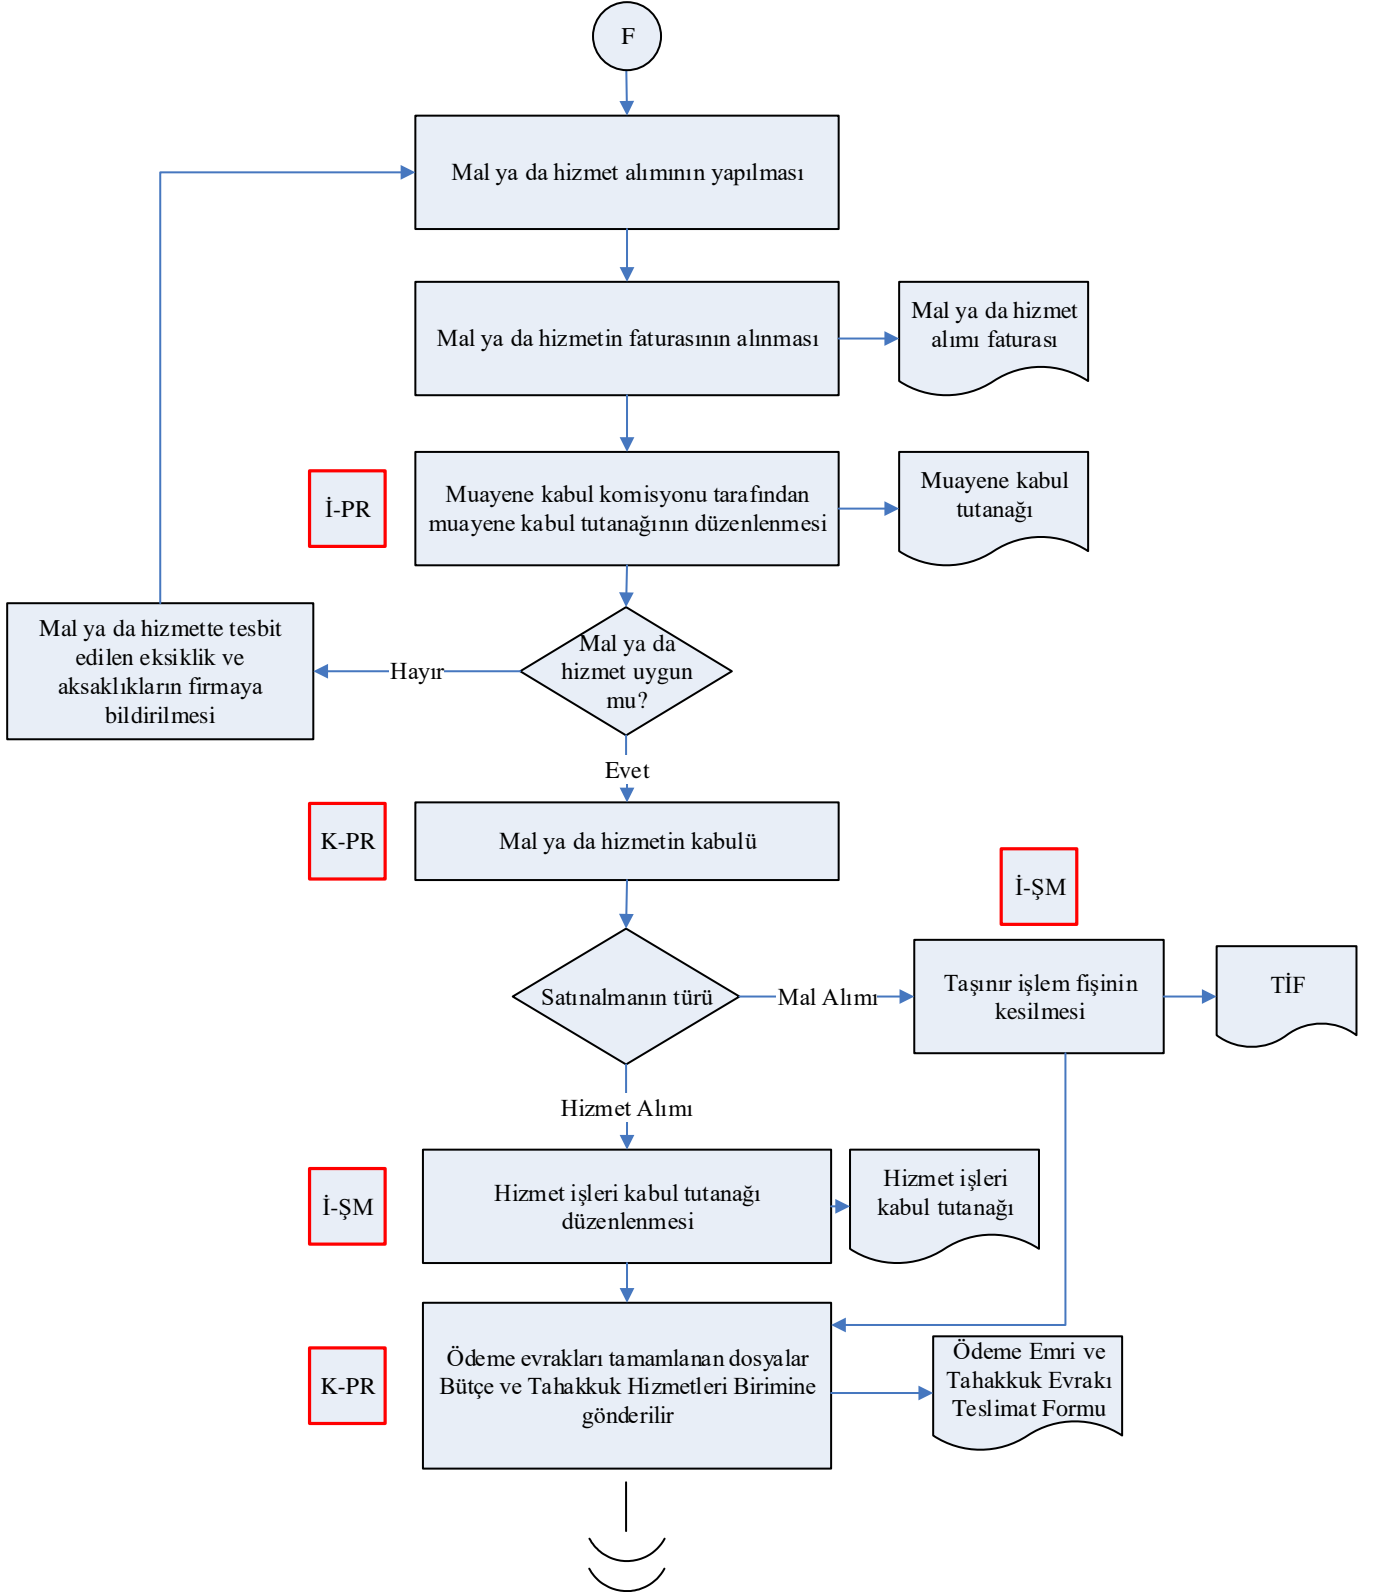 F
Mal ya da hizmet alımının yapılması
Mal ya da hizmetin faturasının alınması
Mal ya da hizmet
alımı faturası
İ-PR
Muayene kabul komisyonu tarafından
muayene kabul tutanağının düzenlenmesi
Muayene kabul
tutanağı
Mal ya da hizmette tesbit
edilen eksiklik ve
aksaklıkların firmaya
bildirilmesi
Hayır
Mal ya da
hizmet uygun
mu?
Evet
K-PR
Mal ya da hizmetin kabulü
İ-ŞM
Satınalmanın türü
Mal Alımı
Taşınır işlem fişinin
kesilmesi
TİF
Hizmet Alımı
İ-ŞM
Hizmet işleri kabul tutanağı
düzenlenmesi
Hizmet işleri
kabul tutanağı
K-PR
Ödeme evrakları tamamlanan dosyalar
Bütçe ve Tahakkuk Hizmetleri Birimine
gönderilir
Ödeme Emri ve
Tahakkuk Evrakı
Teslimat Formu